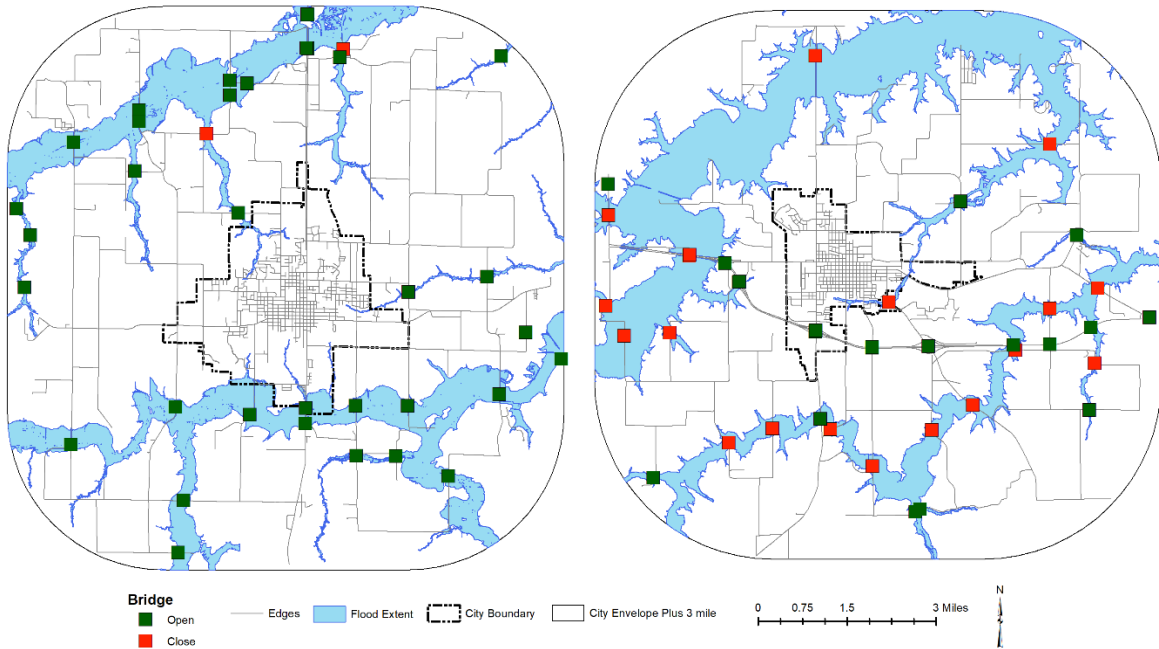 Bridge
Open
Close
Edges
Flood Extent
City Boundary
City Envelope Plus 3 mile
0 0.75 1.5 3 Miles
N